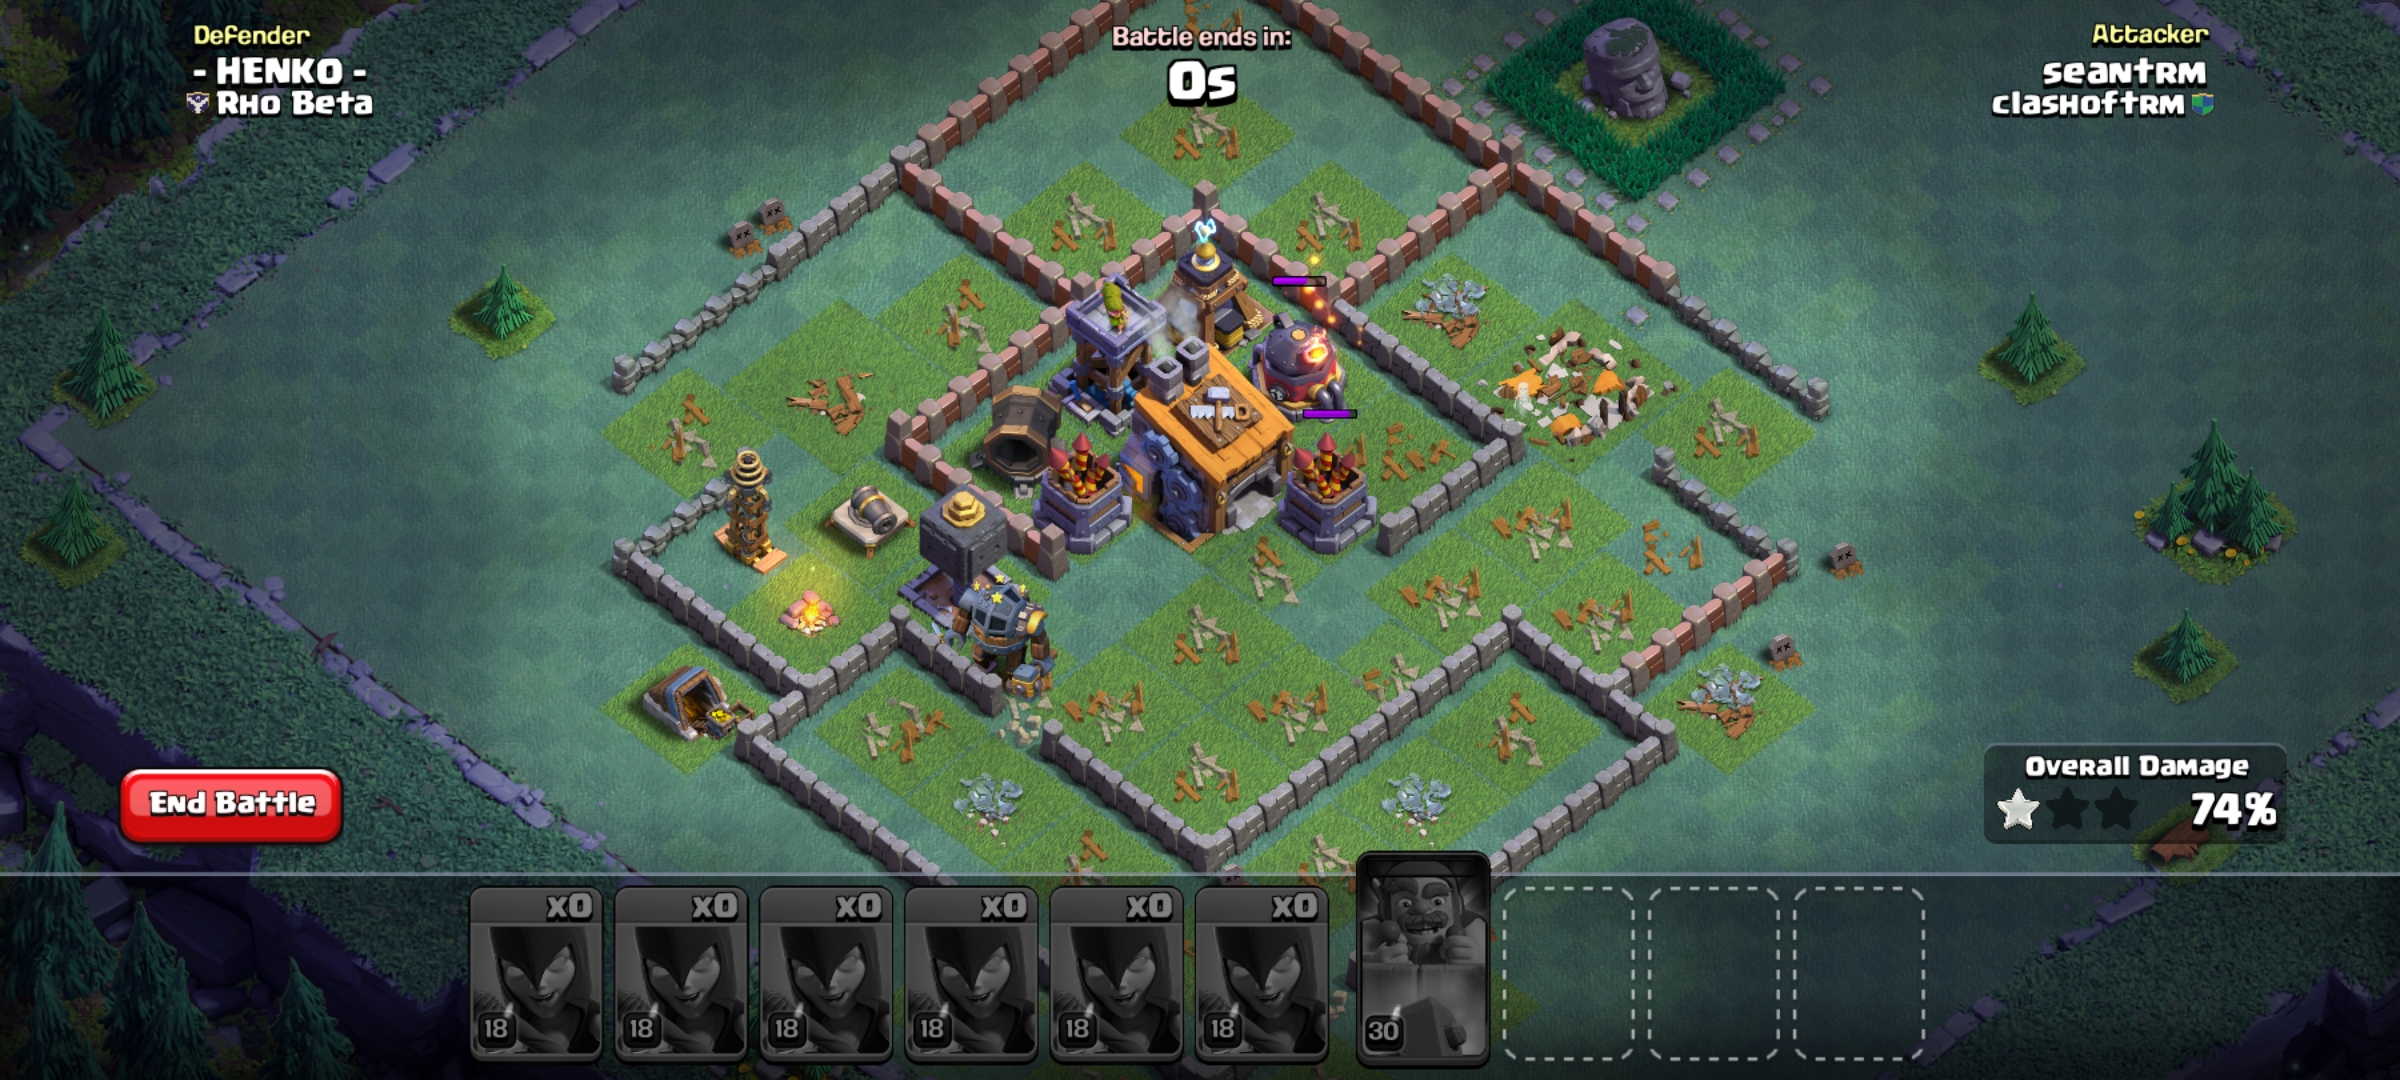 Defender
- HENKO -
Rho Beta
Battle ends in:
0s
Attacker
seantrm
clashoftrm
End Battle
Overall Damage
74%
x0 x0 x0 x0 x0 x0
18 18 18 18 18 18 30